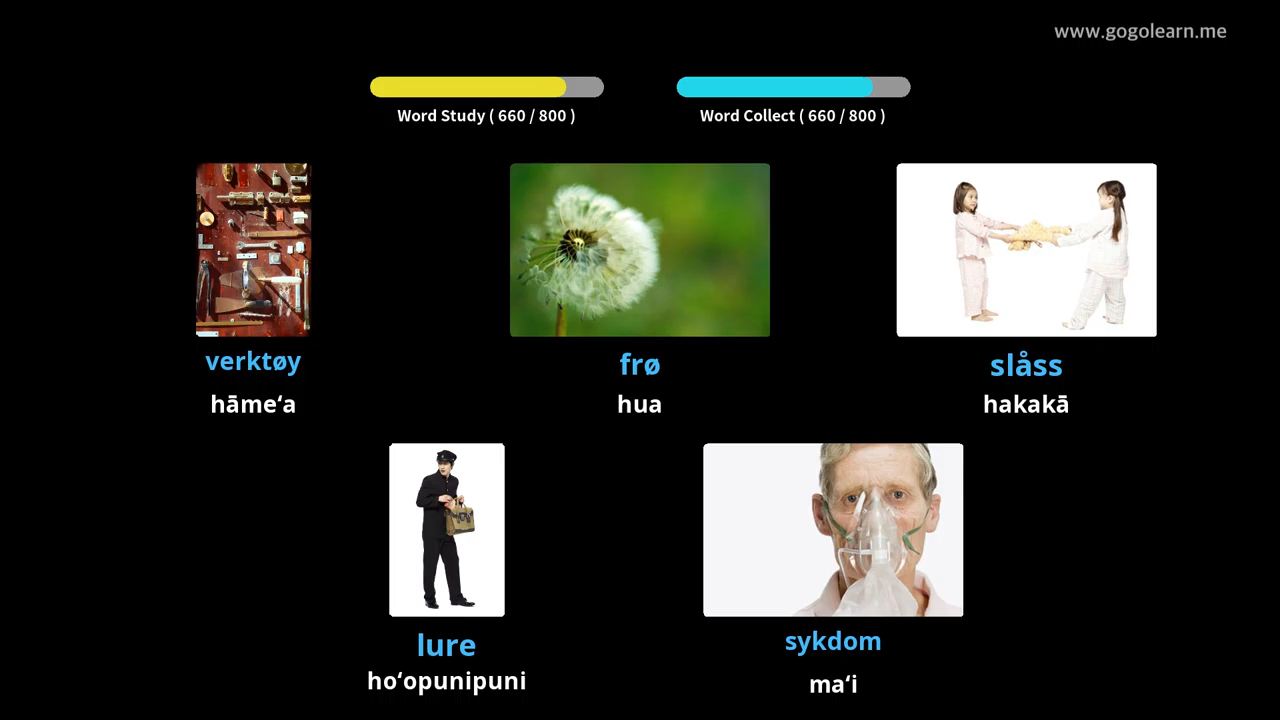 www.gogolearn.me
Word Study ( 660 / 800 )
Word Collect ( 660 / 800 )
verktøy
frø
slåss
hāmeʻa
hua
hakakā
lure
sykdom
hoʻopunipuni
maʻi